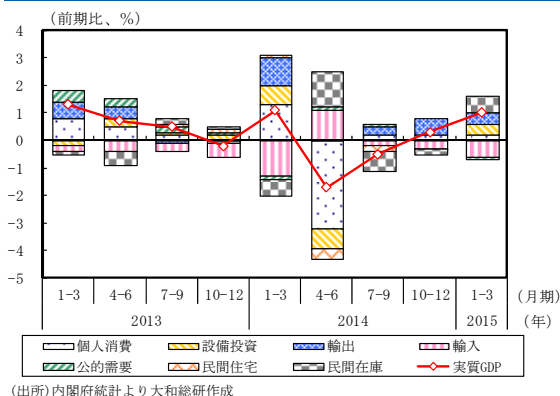 (前期比、%)
4
3
2
1
0
-1
-2
-3
-4
-5
1-3 4-6 7-9 10-12 1-3 4-6 7-9 10-12 1-3 (月期)
2013 2014 2015 (年)
個人消費 設備投資 輸出 輸入
公的需要 民間住宅 民間在庫 実質GDP
(出所)内閣府統計より大和総研作成